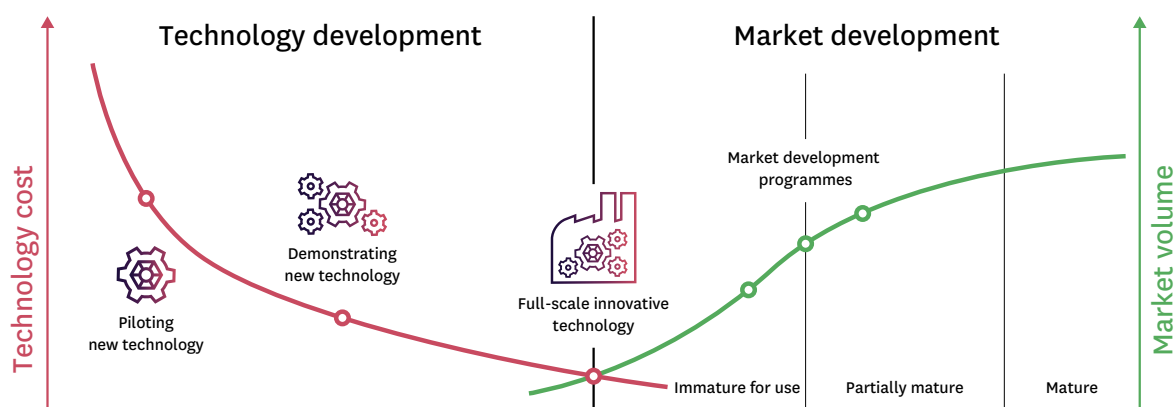 Technology development
Market development
Technology cost
Market volume
Market development
programmes
Demonstrating
new technology
Full-scale innovative
technology
Piloting
new technology
Immature for use
Partially mature
Mature